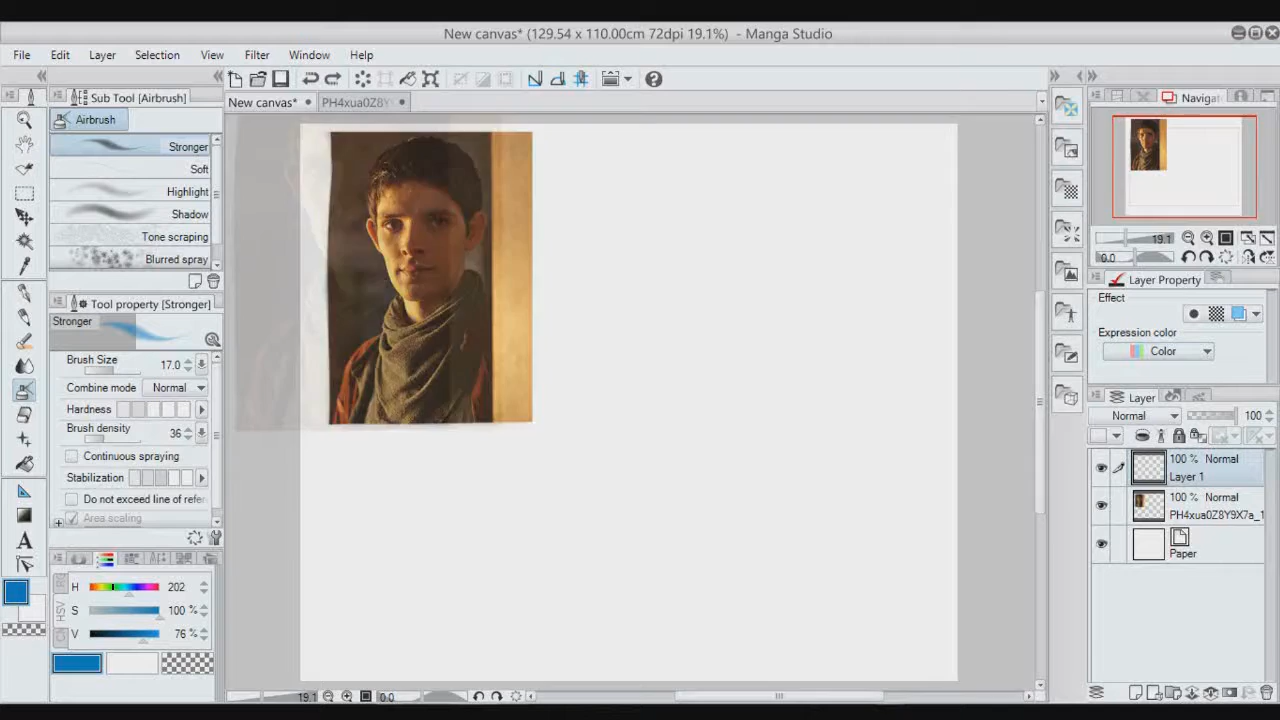 New canvas* (129.54 x 110.00cm 72dpi 19.1%) - Manga Studio
File Edit Layer Selection View Filter Window Help
Sub Tool [Airbrush]
New canvas*
PH4xua0Z8Y
Navigat
Airbrush
Stronger
Soft
Highlight
Shadow
Tone scraping
Blurred spray
19.1
0.0
Tool property [Stronger]
Stronger
Brush Size 17.0
Combine mode Normal
Hardness
Brush density 36
Continuous spraying
Stabilization
Do not exceed line of refer
Area scaling
H 202
S 100 %
V 76 %
HSV
Layer Property
Effect
Expression color
Color
Layer
Normal 100
100 % Normal
Layer 1
100 % Normal
PH4xua0Z8Y9X7a_1
Paper
19.1 0.0